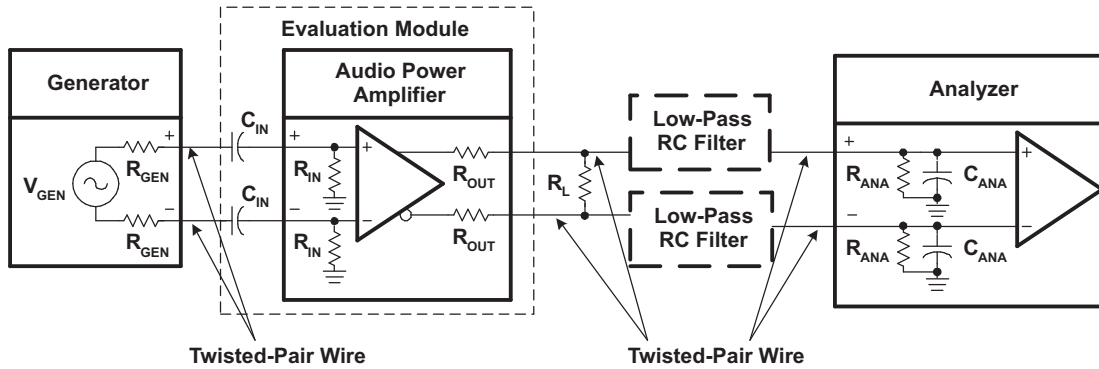 Evaluation Module
Generator
Audio Power
Amplifier
Analyzer
Low-Pass
RC Filter
Low-Pass
RC Filter
V_GEN
R_GEN
R_GEN
+
−
C_IN
C_IN
+
−
R_IN
R_IN
+
−
R_OUT
R_OUT
R_L
+
−
R_ANA
C_ANA
R_ANA
C_ANA
+
−
Twisted-Pair Wire
Twisted-Pair Wire